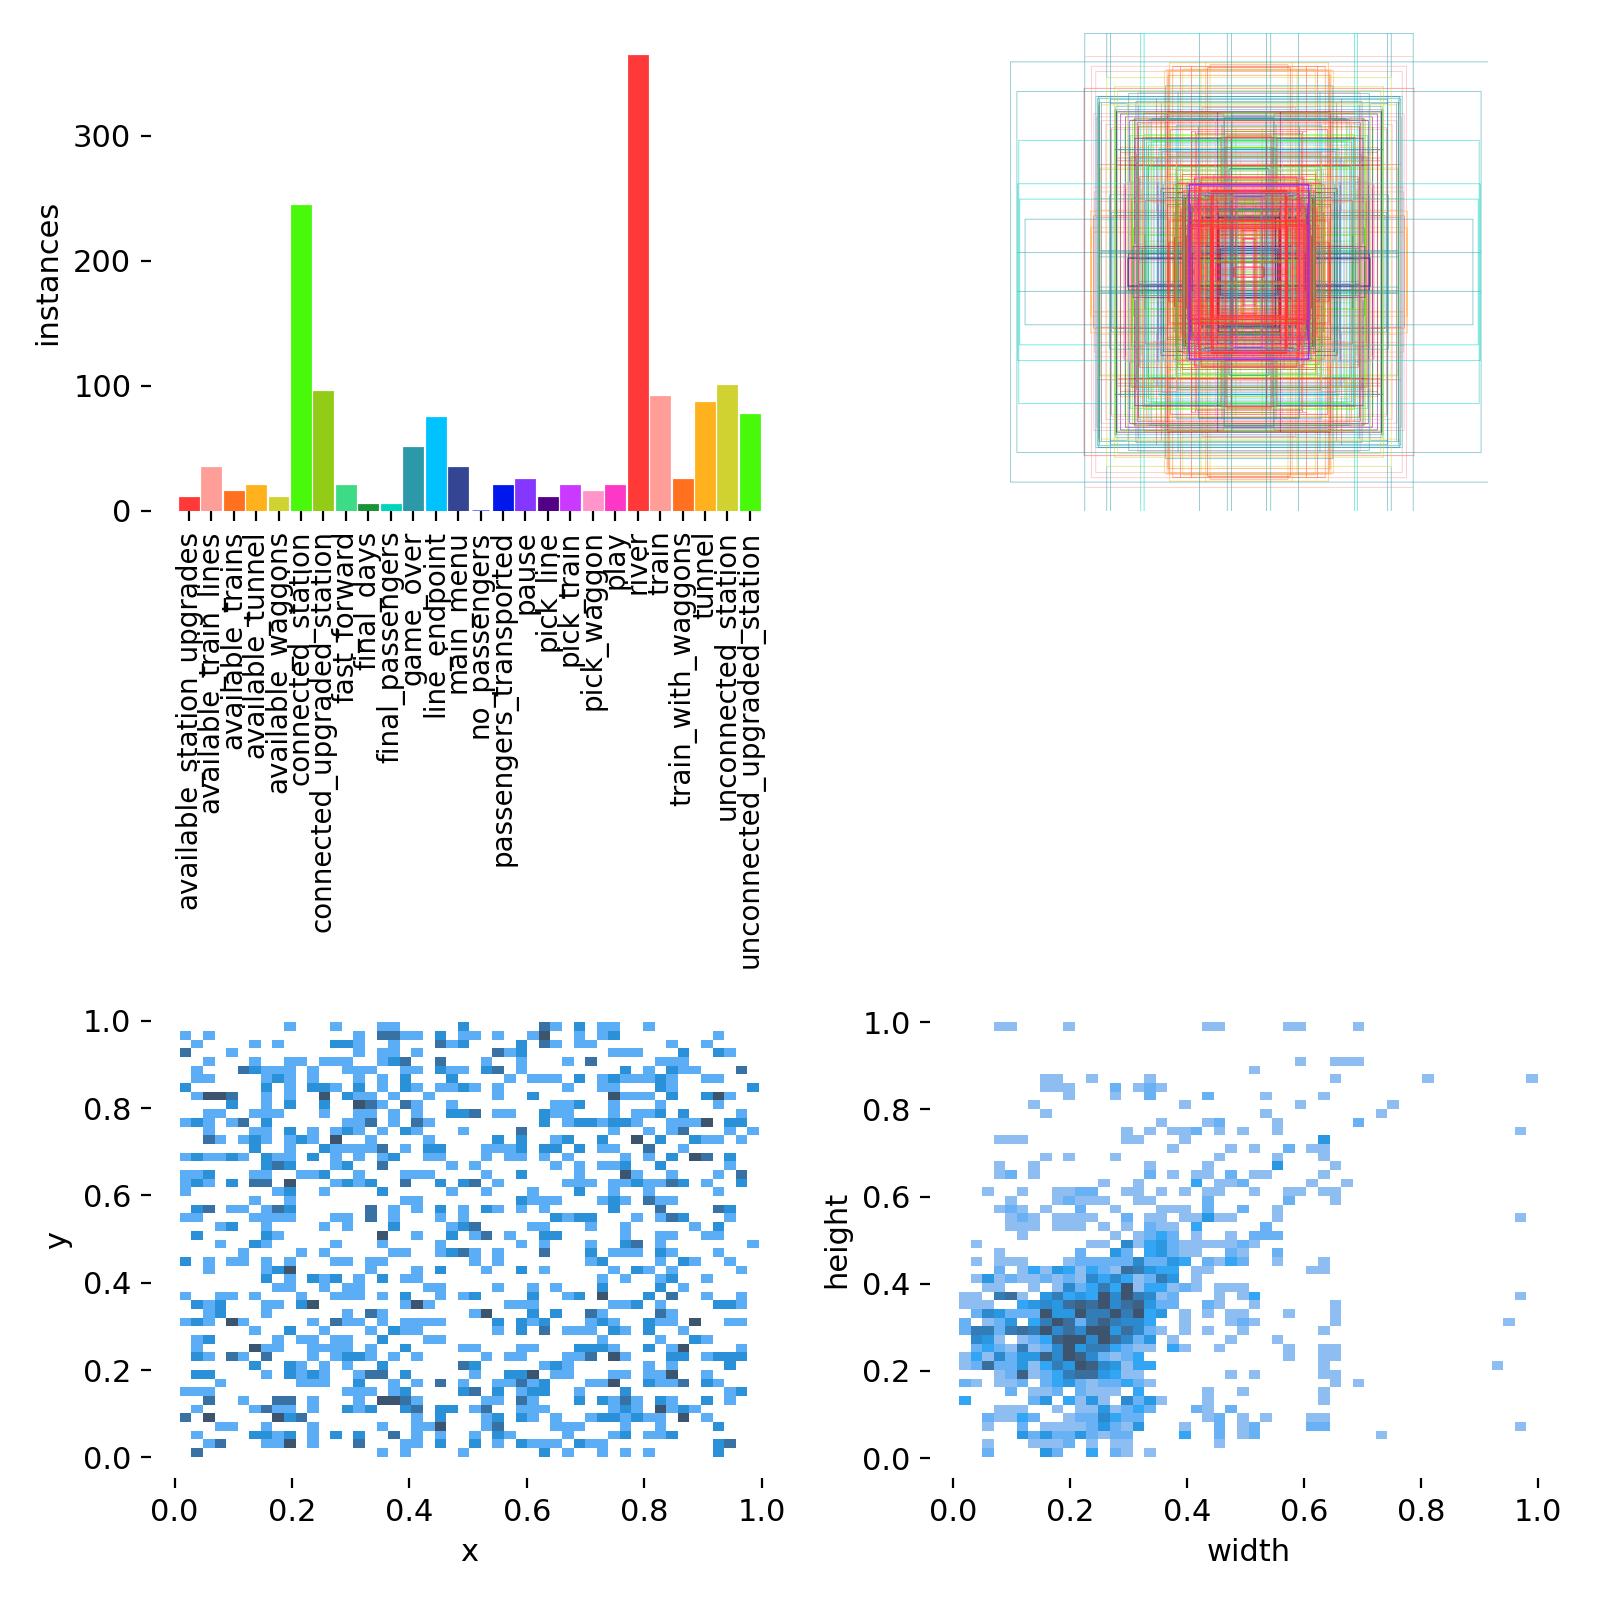 300
200
100
0
instances
available_station_upgrades
available_train_lines
available_trains
available_tunnel
available_waggons
connected_station
connected_upgraded_station
fast_forward
final_days
final_passengers
game_over
line_endpoint
main_menu
no_passengers
passengers_transported
pause
pick_line
pick_train
pick_waggon
play
river
train
train_with_waggons
tunnel
unconnected_station
unconnected_upgraded_station
1.0
0.8
0.6
0.4
0.2
0.0
y
0.0 0.2 0.4 0.6 0.8 1.0
x
1.0
0.8
0.6
0.4
0.2
0.0
height
0.0 0.2 0.4 0.6 0.8 1.0
width